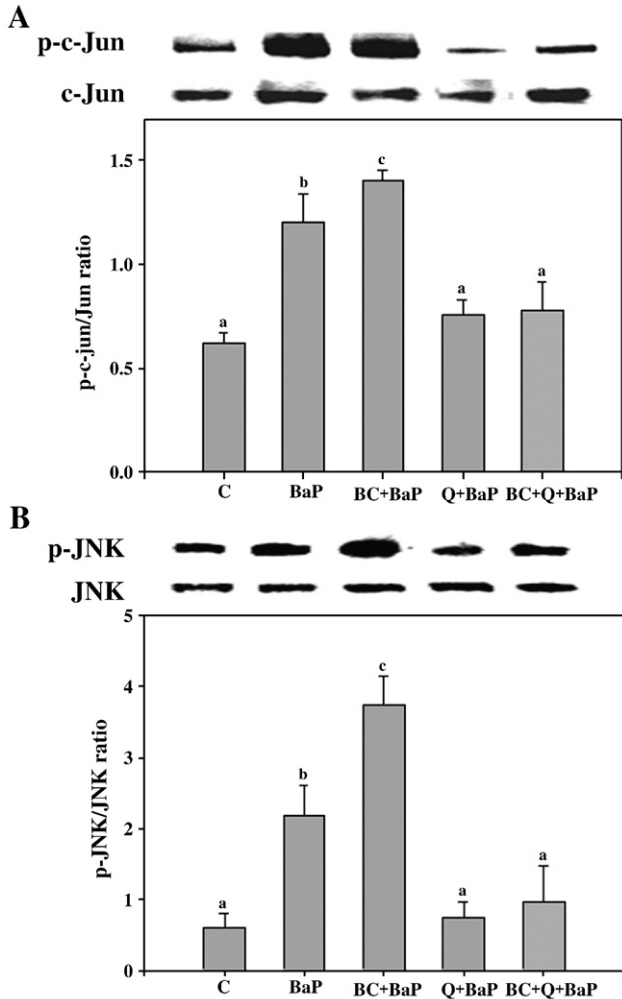 A
p-c-Jun
c-Jun
p-c-jun/Jun ratio
1.5
1.0
0.5
0.0
a
b
c
a
a
C BaP BC+BaP Q+BaP BC+Q+BaP
B
p-JNK
JNK
p-JNK/JNK ratio
5
4
3
2
1
0
a
b
c
a
a
C BaP BC+BaP Q+BaP BC+Q+BaP